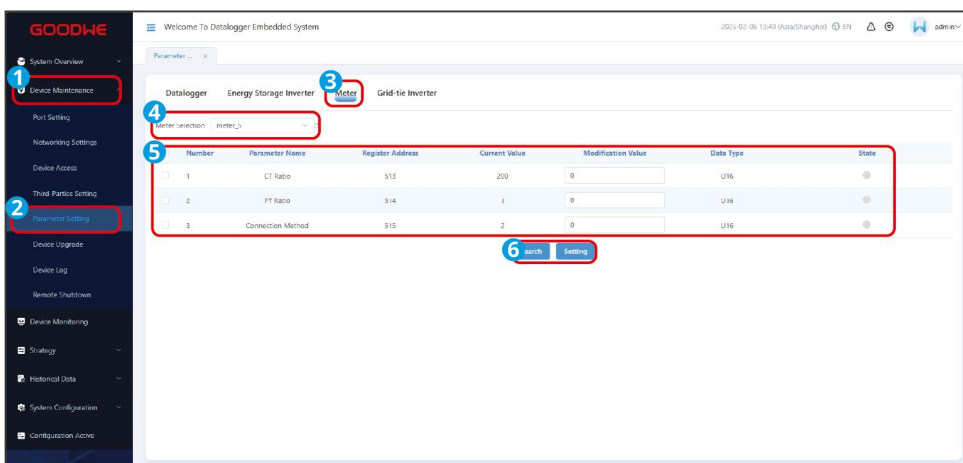 GOODWE
Welcome To Datalogger Embedded System
2025-02-06 13:49 (Asia/Shanghai) EN admin
System Overview
Parameter ... ×
1
Device Maintenance
Datalogger Energy Storage Inverter 3 Meter Grid-tie Inverter
Port Setting
4
Meter Selection meter_5
Networking Settings
5
Number Parameter Name Register Address Current Value Modification Value Data Type State
Device Access
1 CT Ratio 513 200 0 U16
Third-Parties Setting
2 PT Ratio 514 1 0 U16
2
Parameter Setting
3 Connection Method 515 2 0 U16
Device Upgrade
6 earch Setting
Device Log
Remote Shutdown
Device Monitoring
Strategy
Historical Data
System Configuration
Configuration Active